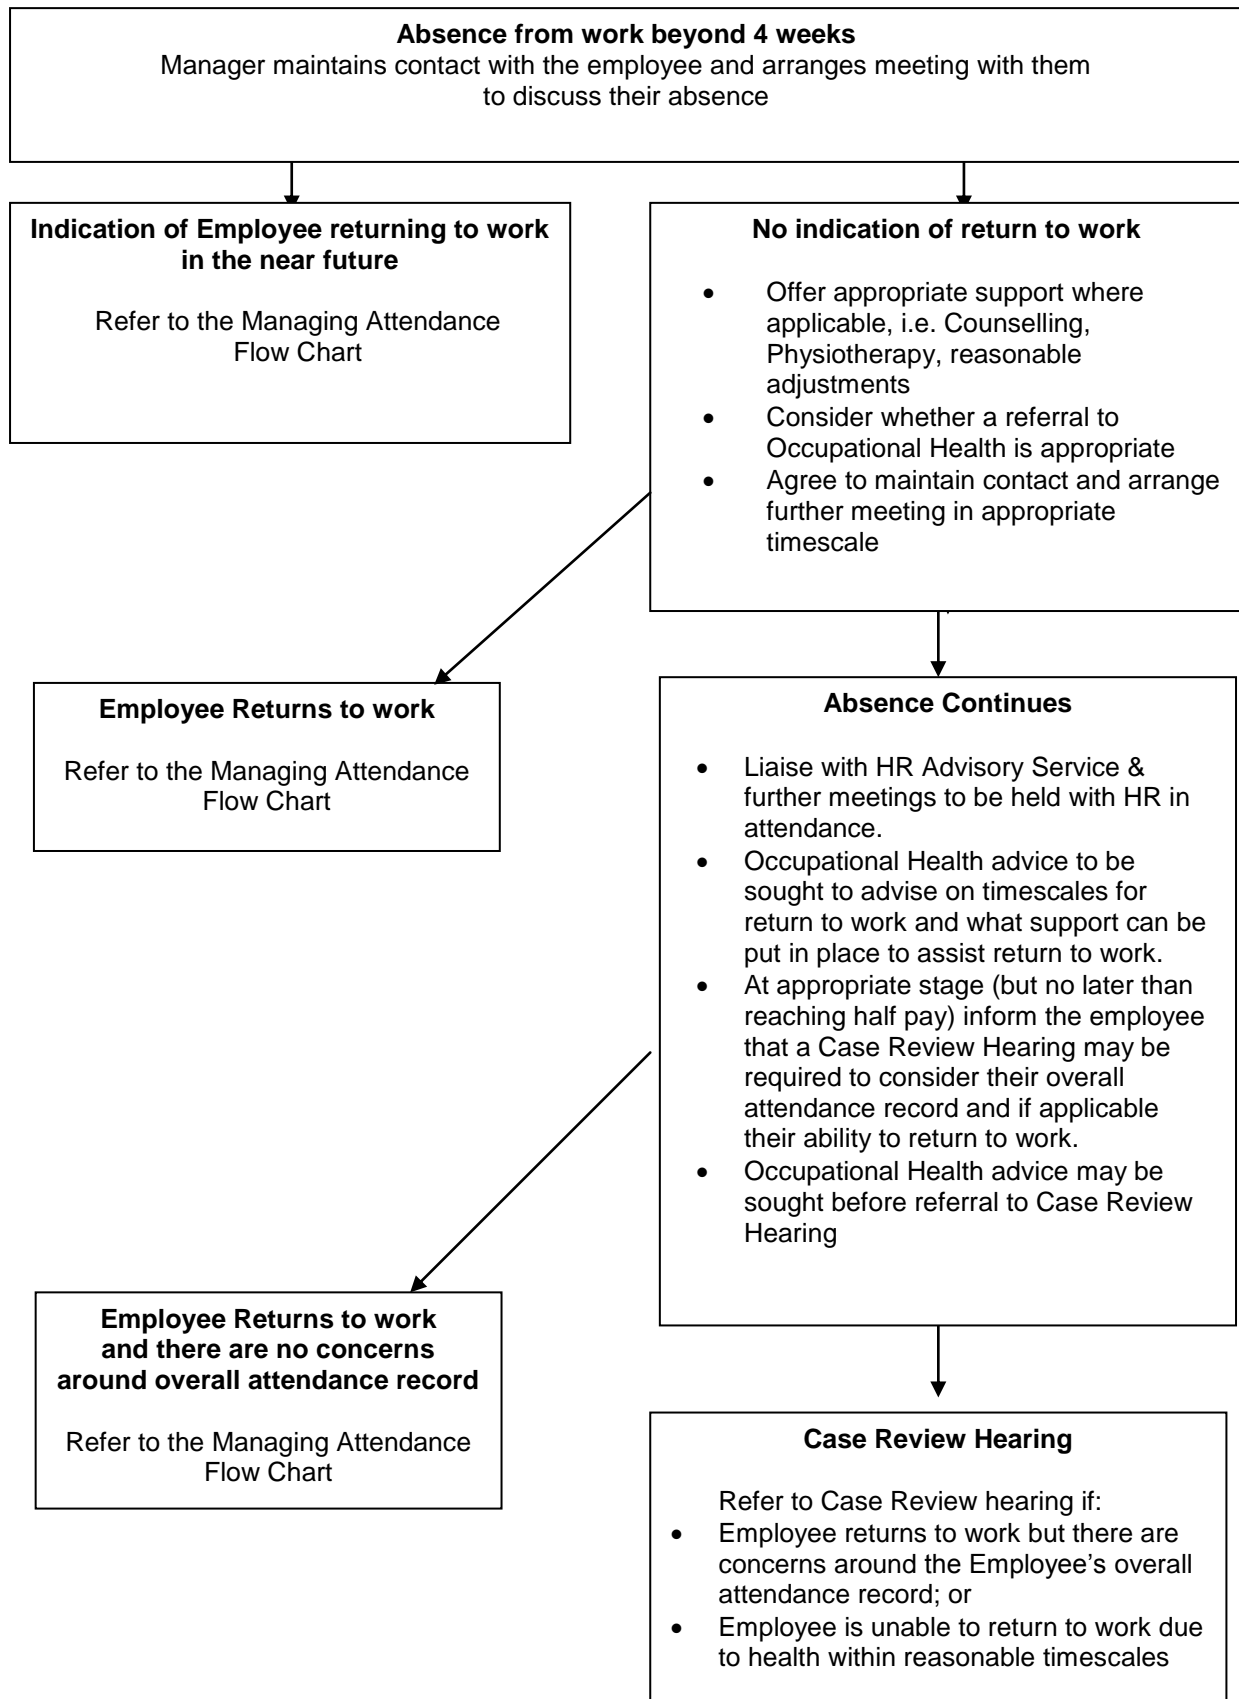 Absence from work beyond 4 weeks
Manager maintains contact with the employee and arranges meeting with them
to discuss their absence
Indication of Employee returning to work
in the near future
Refer to the Managing Attendance
Flow Chart
No indication of return to work
• Offer appropriate support where
applicable, i.e. Counselling,
Physiotherapy, reasonable
adjustments
• Consider whether a referral to
Occupational Health is appropriate
• Agree to maintain contact and arrange
further meeting in appropriate
timescale
Employee Returns to work
Refer to the Managing Attendance
Flow Chart
Absence Continues
• Liaise with HR Advisory Service &
further meetings to be held with HR in
attendance.
• Occupational Health advice to be
sought to advise on timescales for
return to work and what support can be
put in place to assist return to work.
• At appropriate stage (but no later than
reaching half pay) inform the employee
that a Case Review Hearing may be
required to consider their overall
attendance record and if applicable
their ability to return to work.
• Occupational Health advice may be
sought before referral to Case Review
Hearing
Employee Returns to work
and there are no concerns
around overall attendance record
Refer to the Managing Attendance
Flow Chart
Case Review Hearing
Refer to Case Review hearing if:
• Employee returns to work but there are
concerns around the Employee’s overall
attendance record; or
• Employee is unable to return to work due
to health within reasonable timescales